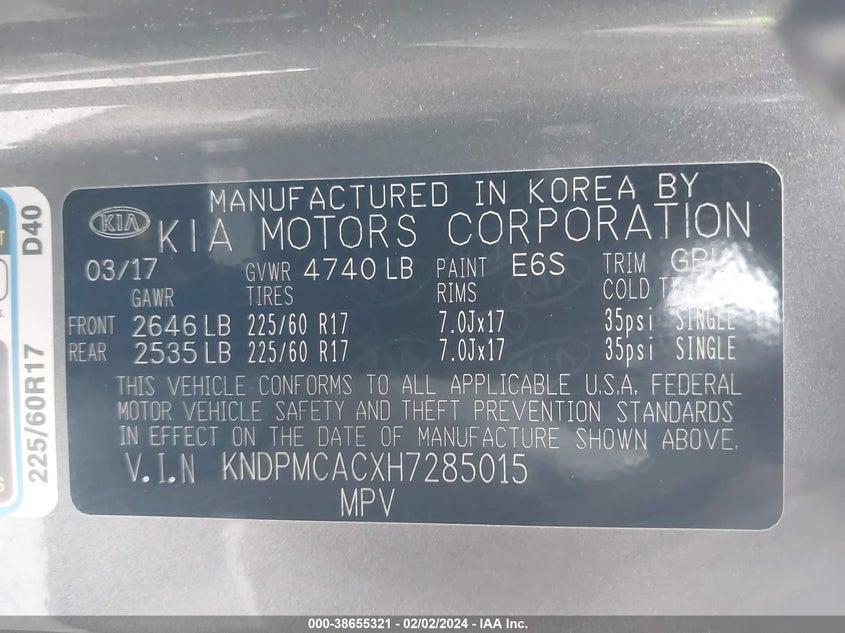 MANUFACTURED IN KOREA BY
KIA KIA MOTORS CORPORATION
03/17 GVWR 4740 LB PAINT E6S TRIM
GAWR TIRES RIMS COLD
FRONT 2646 LB 225/60 R17 7.0Jx17 35psi SINGLE
REAR 2535 LB 225/60 R17 7.0Jx17 35psi SINGLE
THIS VEHICLE CONFORMS TO ALL APPLICABLE U.S.A. FEDERAL
MOTOR VEHICLE SAFETY AND THEFT PREVENTION STANDARDS
IN EFFECT ON THE DATE OF MANUFACTURE SHOWN ABOVE.
V.I.N KNDPMCACXH7285015
MPV
225/60R17 D40
000-38655321 / 02/02/2024 - IAA Inc.